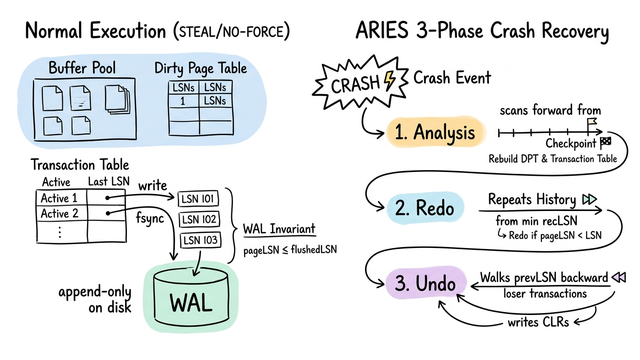 Normal Execution (STEAL/NO-FORCE)
Buffer Pool
Dirty Page Table
LSNs LSNs
1 LSNs
Transaction Table
Active Last LSN
Active 1
Active 2
⋮
write
fsync
LSN 101
LSN 102
LSN 103
WAL Invariant
pageLSN ≤ flushedLSN
append-only
on disk
WAL
ARIES 3-Phase Crash Recovery
CRASH
Crash Event
1. Analysis
scans forward from
Checkpoint
Rebuild DPT & Transaction Table
2. Redo
Repeats History
from min recLSN
Redo if pageLSN < LSN
3. Undo
Walks prevLSN backward
loser transactions
writes CLRs